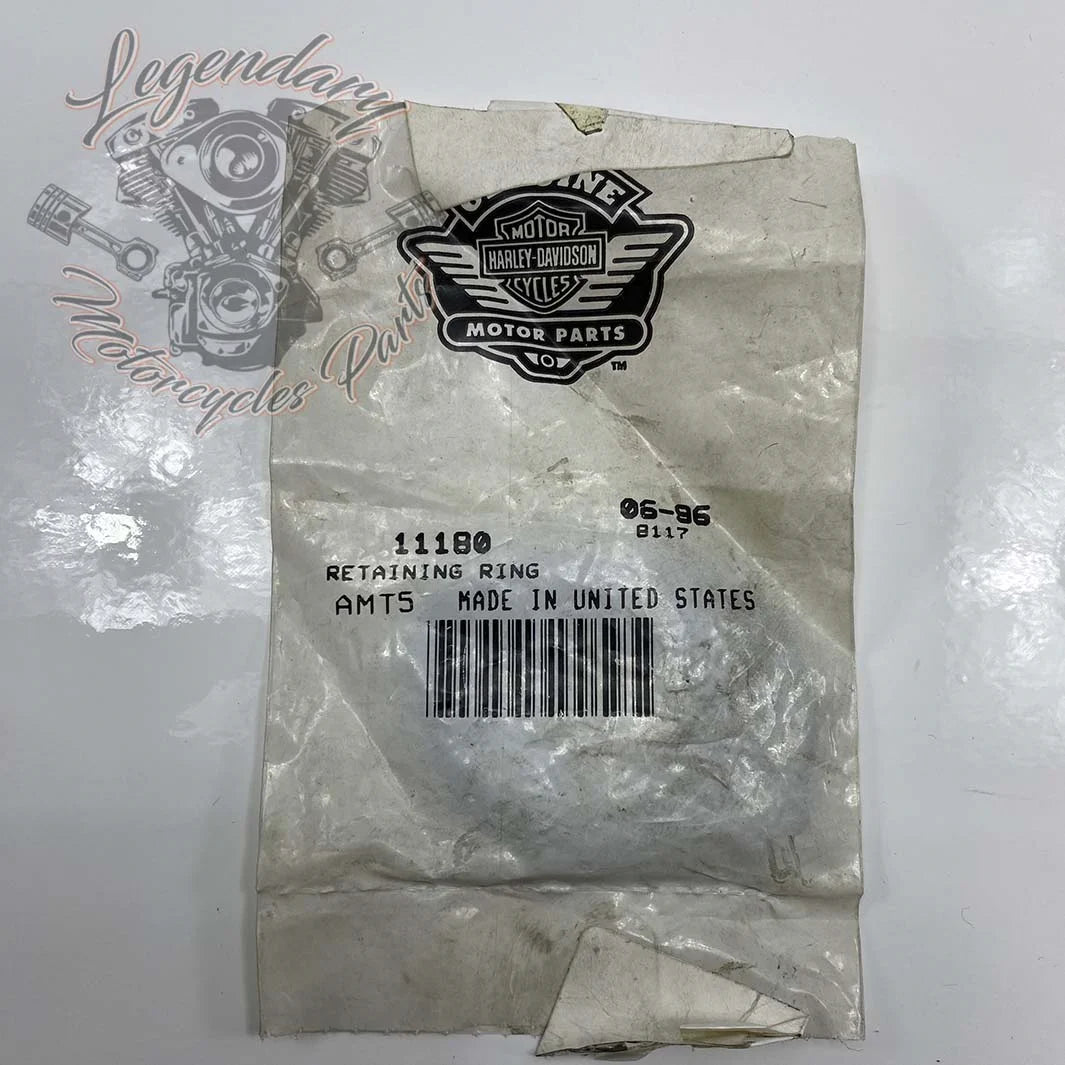 Legendary
Motorcycles Parts
MOTOR
HARLEY-DAVIDSON
CYCLES
MOTOR PARTS
TM
06-96
8117
11180
RETAINING RING
AMT5 MADE IN UNITED STATES